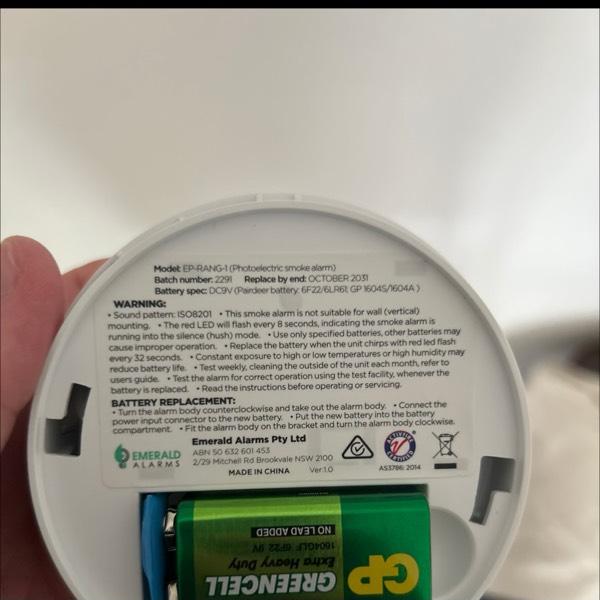 Model: EP-RANG-1 (Photoelectric smoke alarm)
Batch number: 2291 Replace by end: OCTOBER 2031
Battery spec: DC9V (Pairdeer battery: 6F22/6LR61; GP 1604S/1604A )
WARNING:
• Sound pattern: ISO8201 • This smoke alarm is not suitable for wall (vertical)
mounting. • The red LED will flash every 8 seconds, indicating the smoke alarm is
running into the silence (hush) mode. • Use only specified batteries, other batteries may
cause improper operation. • Replace the battery when the unit chirps with red led flash
every 32 seconds. • Constant exposure to high or low temperatures or high humidity may
reduce battery life. • Test weekly, cleaning the outside of the unit each month, refer to
users guide. • Test the alarm for correct operation using the test facility, whenever the
battery is replaced. • Read the instructions before operating or servicing.
BATTERY REPLACEMENT:
• Turn the alarm body counterclockwise and take out the alarm body. • Connect the
power input connector to the new battery. • Put the new battery into the battery
compartment. • Fit the alarm body on the bracket and turn the alarm body clockwise.
EMERALD
ALARMS
Emerald Alarms Pty Ltd
ABN 50 632 601 453
2/29 Mitchell Rd Brookvale NSW 2100
MADE IN CHINA Ver:1.0
ACTIVFIRE
CERTIFIED
AS3786: 2014
NO LEAD ADDED
1604GLF 6F22 9V
Extra Heavy Duty
GREENCELL
GP